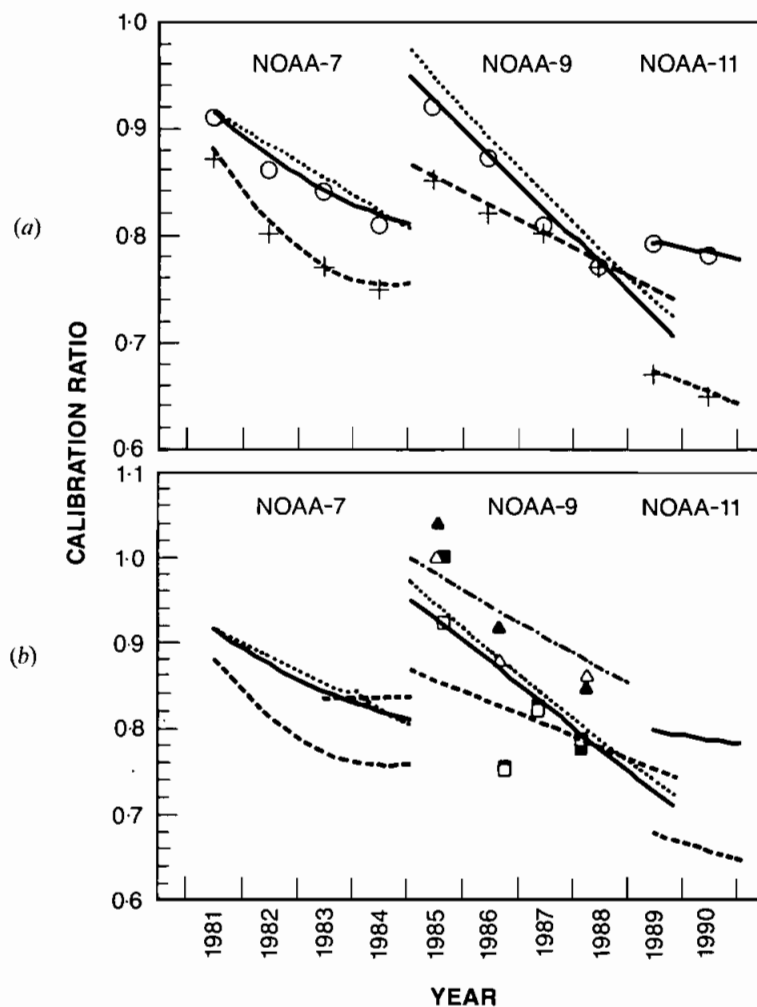 (a)
1·0
0·9
0·8
0·7
0·6
NOAA-7 NOAA-9 NOAA-11
CALIBRATION RATIO
(b)
1·1
1·0
0·9
0·8
0·7
0·6
NOAA-7 NOAA-9 NOAA-11
1981 1982 1983 1984 1985 1986 1987 1988 1989 1990
YEAR